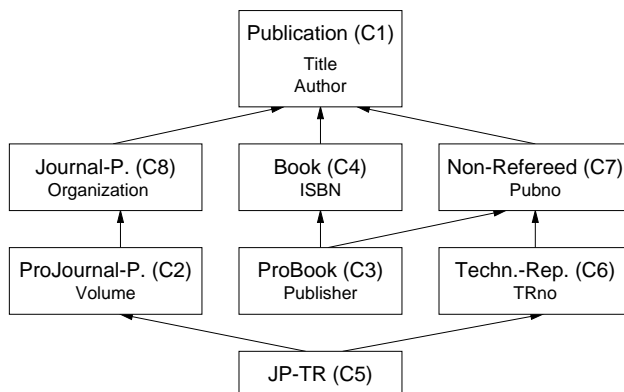 Publication (C1)
Title
Author
Journal-P. (C8)
Organization
Book (C4)
ISBN
Non-Refereed (C7)
Pubno
ProJournal-P. (C2)
Volume
ProBook (C3)
Publisher
Techn.-Rep. (C6)
TRno
JP-TR (C5)